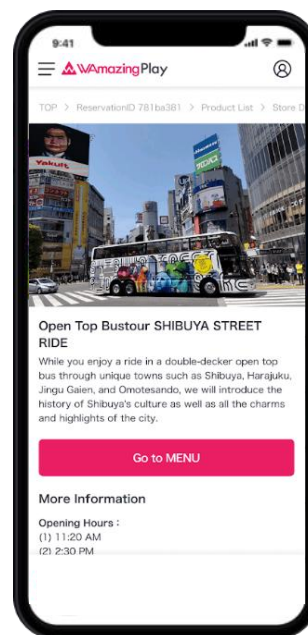 9:41
WAmazing Play
TOP > ReservationID 781ba381 > Product List > Store D
Yakult
Open Top Bustour SHIBUYA STREET
RIDE
While you enjoy a ride in a double-decker open top
bus through unique towns such as Shibuya, Harajuku,
Jingu Gaien, and Omotesando, we will introduce the
history of Shibuya's culture as well as all the charms
and highlights of the city.
Go to MENU
More Information
Opening Hours :
(1) 11:20 AM
(2) 2:30 PM